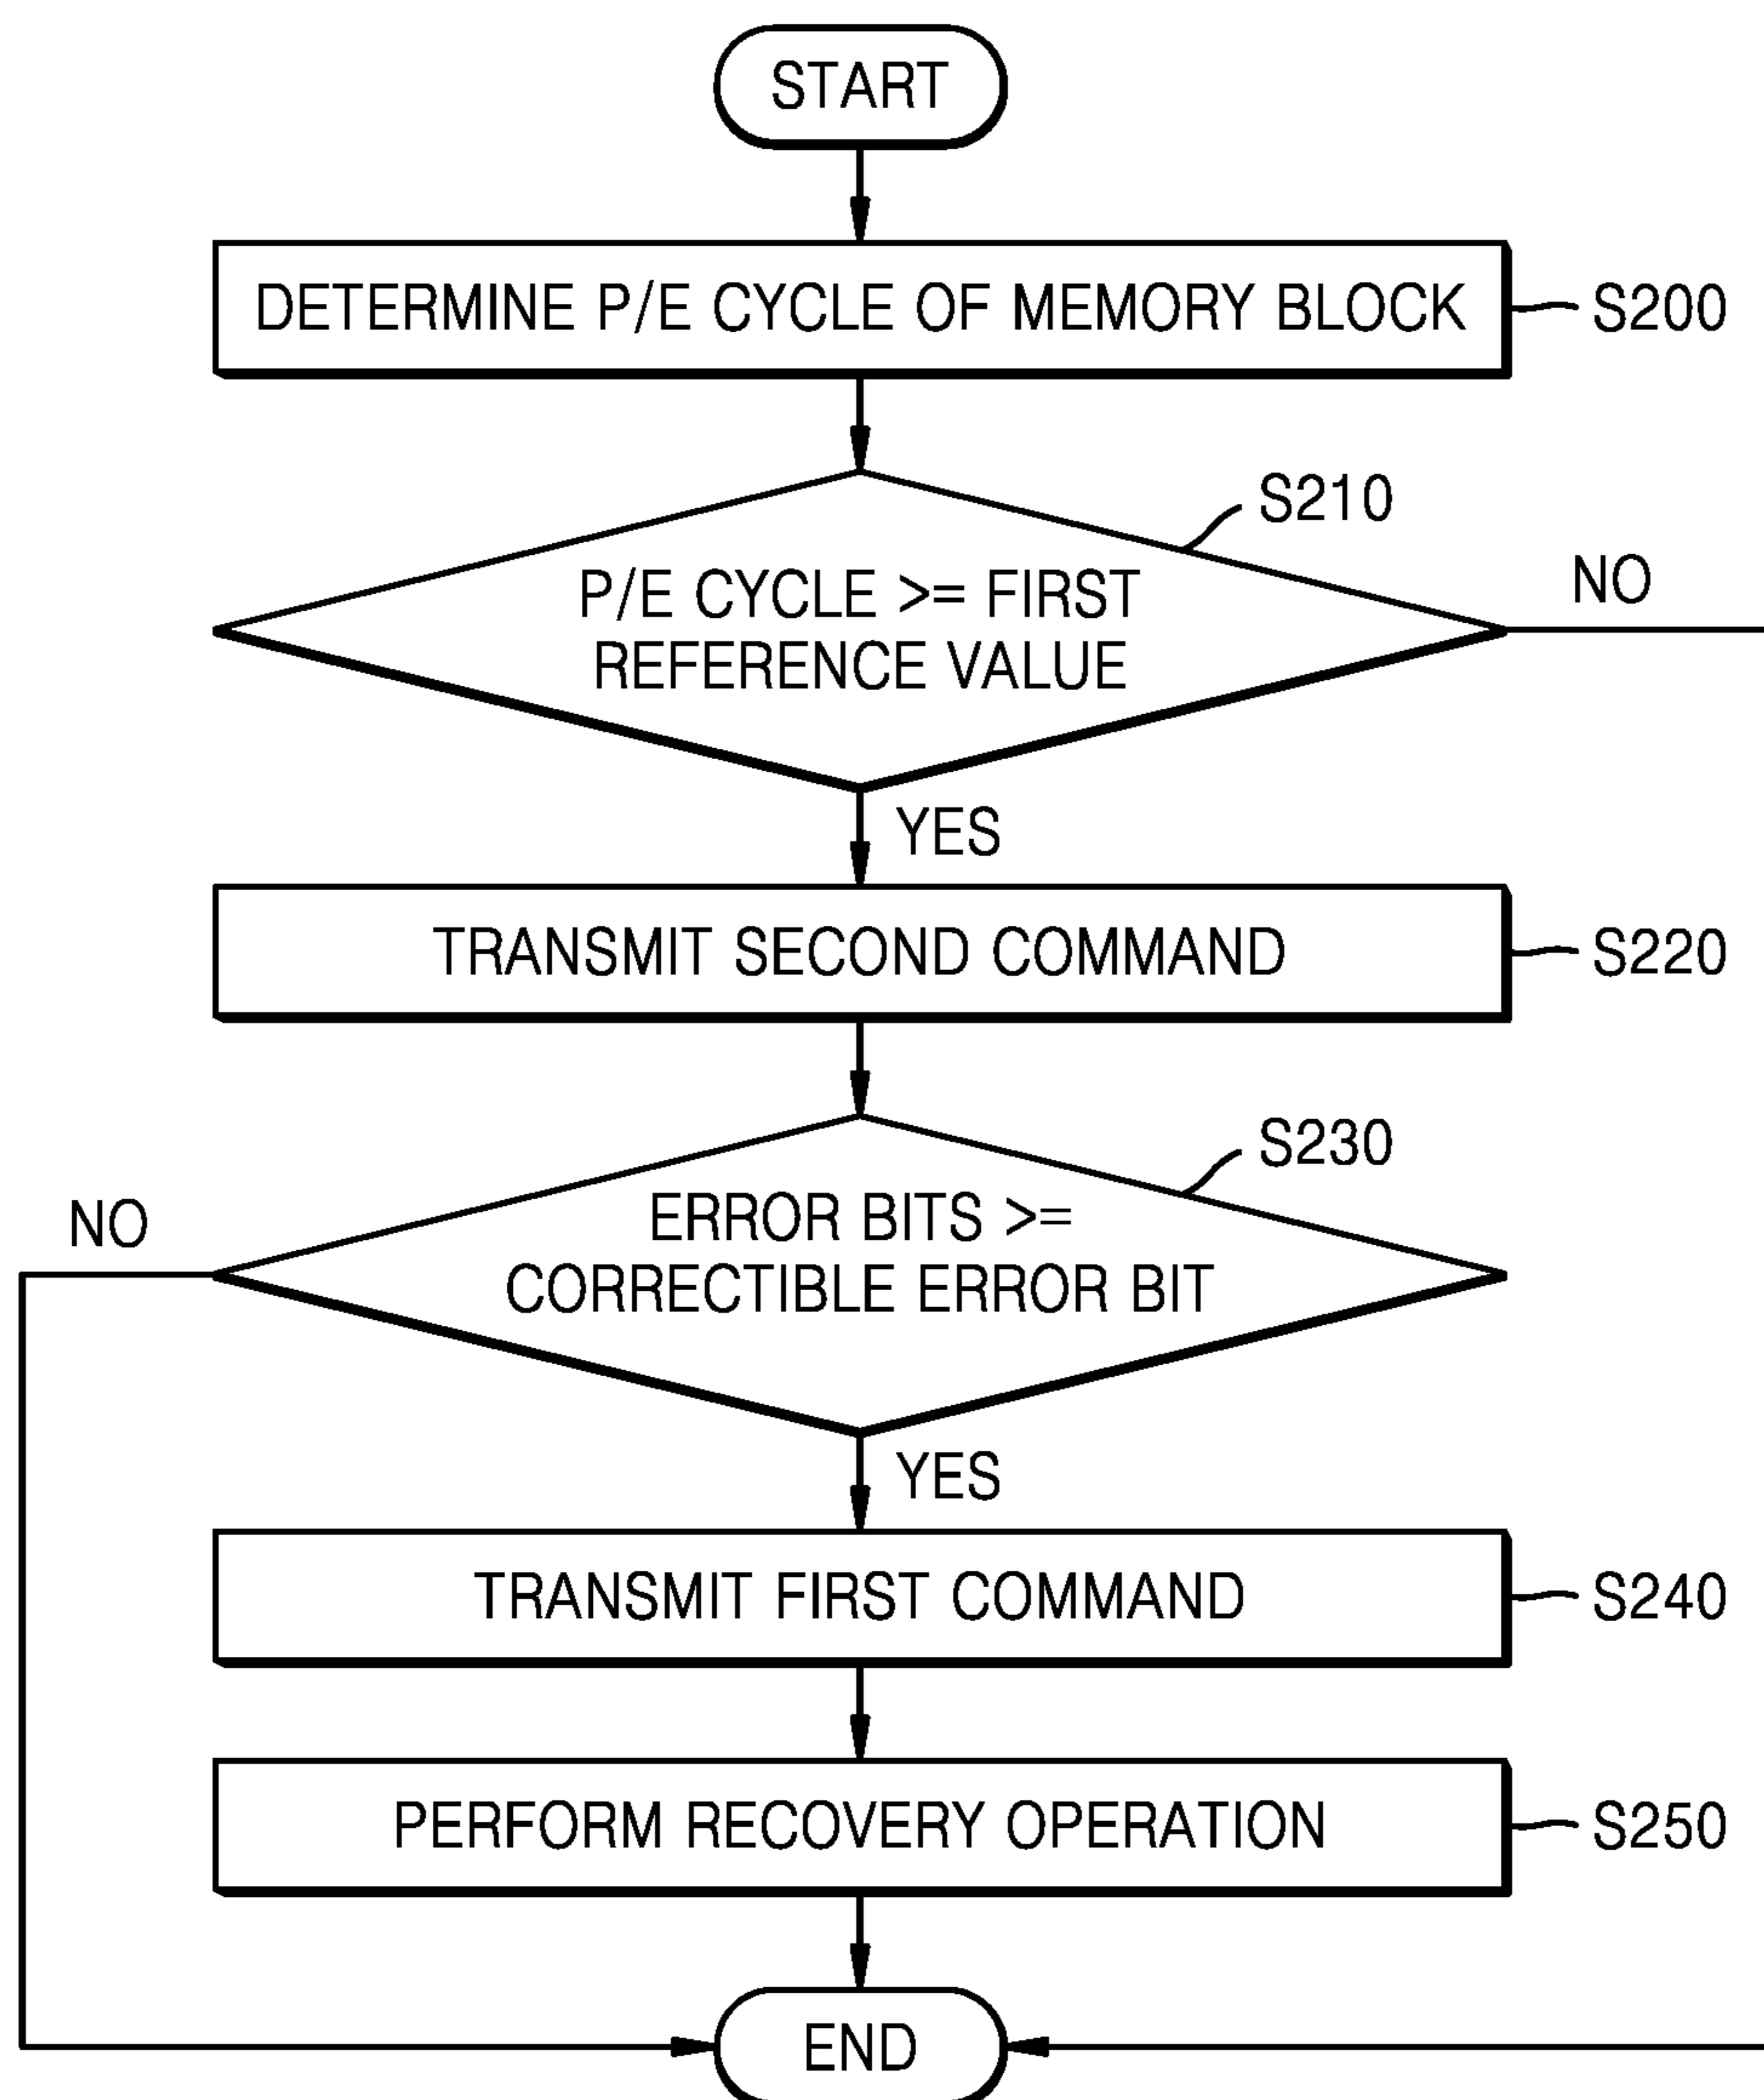 START
DETERMINE P/E CYCLE OF MEMORY BLOCK
S200
S210
P/E CYCLE >= FIRST
REFERENCE VALUE
NO
YES
TRANSMIT SECOND COMMAND
S220
S230
ERROR BITS >=
CORRECTIBLE ERROR BIT
NO
YES
TRANSMIT FIRST COMMAND
S240
PERFORM RECOVERY OPERATION
S250
END